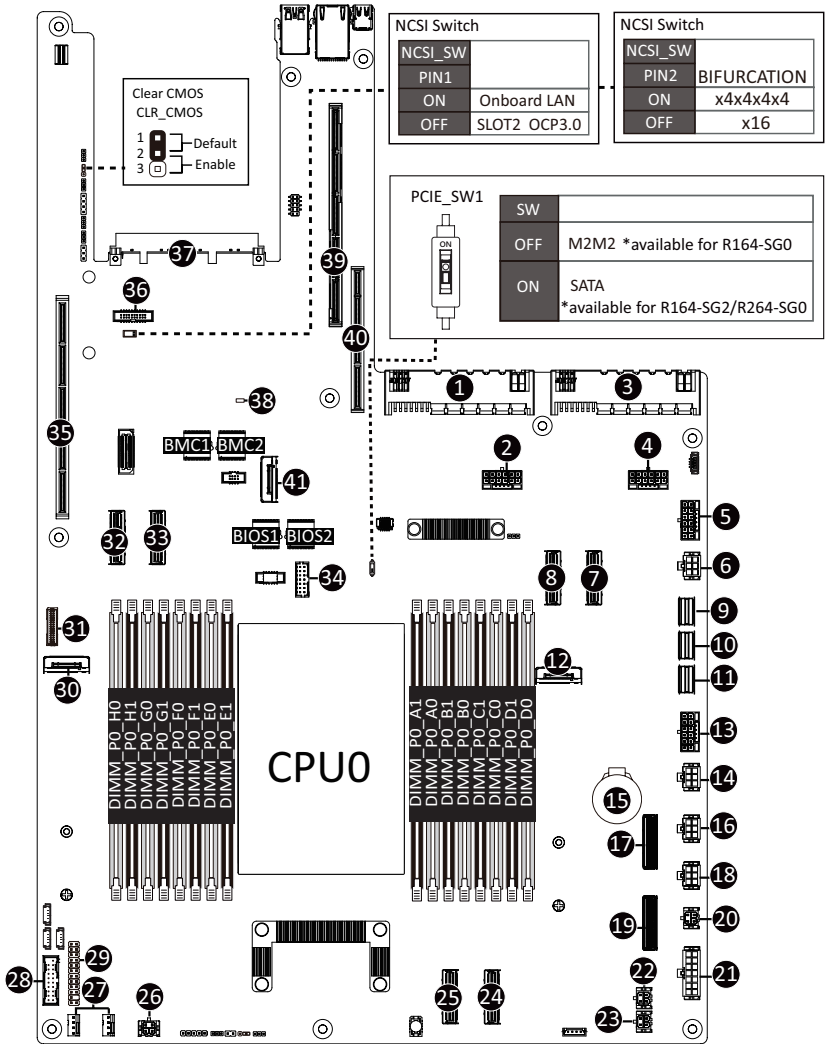 NCSI Switch
NCSI_SW
PIN1
ON Onboard LAN
OFF SLOT2 OCP3.0
NCSI Switch
NCSI_SW
PIN2 BIFURCATION
ON x4x4x4x4
OFF x16
Clear CMOS
CLR_CMOS
1
2
3
Default
Enable
PCIE_SW1
ON
SW
OFF M2M2 *available for R164-SG0
ON SATA
*available for R164-SG2/R264-SG0
37
39
36
40
1
3
38
35
BMC1 BMC2
41
2
4
5
32
33
BIOS1 BIOS2
34
8
7
6
31
9
10
30
12
11
DIMM_P0_H0
DIMM_P0_H1
DIMM_P0_G0
DIMM_P0_G1
DIMM_P0_F0
DIMM_P0_F1
DIMM_P0_E0
DIMM_P0_E1
CPU0
DIMM_P0_A1
DIMM_P0_A0
DIMM_P0_B1
DIMM_P0_B0
DIMM_P0_C1
DIMM_P0_C0
DIMM_P0_D1
DIMM_P0_D0
13
14
15
16
17
18
19
20
29
28
27
26
25
24
22
21
23